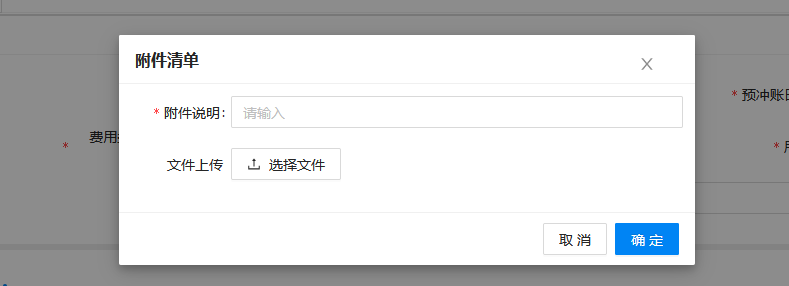 附件清单
* 预冲账
* 附件说明:
请输入
* 费用
*
文件上传
选择文件
取 消
确 定